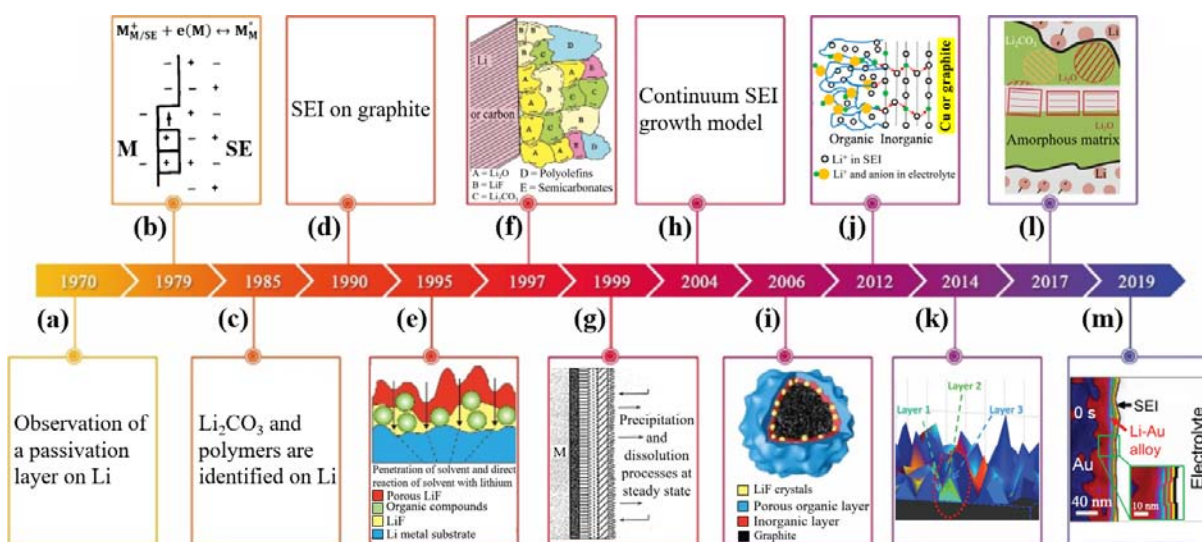 M⁺M/SE + e(M) ↔ MˣM
M
SE
(b)
SEI on graphite
(d)
Li
or carbon
B
B
D
A
C
E
A = Li₂O
B = LiF
C = Li₂CO₃
D = Polyolefins
E = Semicarbonates
(f)
Continuum SEI
growth model
(h)
Cu or graphite
Organic Inorganic
Li⁺ in SEI
Li⁺ and anion in electrolyte
(j)
Li₂CO₃
Li
Li₂O
Li₂O
Amorphous matrix
Li
(l)
1970
1979
1985
1990
1995
1997
1999
2004
2006
2012
2014
2017
2019
(a)
Observation of
a passivation
layer on Li
(c)
Li₂CO₃ and
polymers are
identified on Li
(e)
Penetration of solvent and direct
reaction of solvent with lithium
Porous LiF
Organic compounds
LiF
Li metal substrate
(g)
M
Precipitation
and
dissolution
processes at
steady state
(i)
LiF crystals
Porous organic layer
Inorganic layer
Graphite
(k)
Layer 1
Layer 2
Layer 3
(m)
0 s
SEI
Li-Au
alloy
Au
40 nm
10 nm
Electrolyte